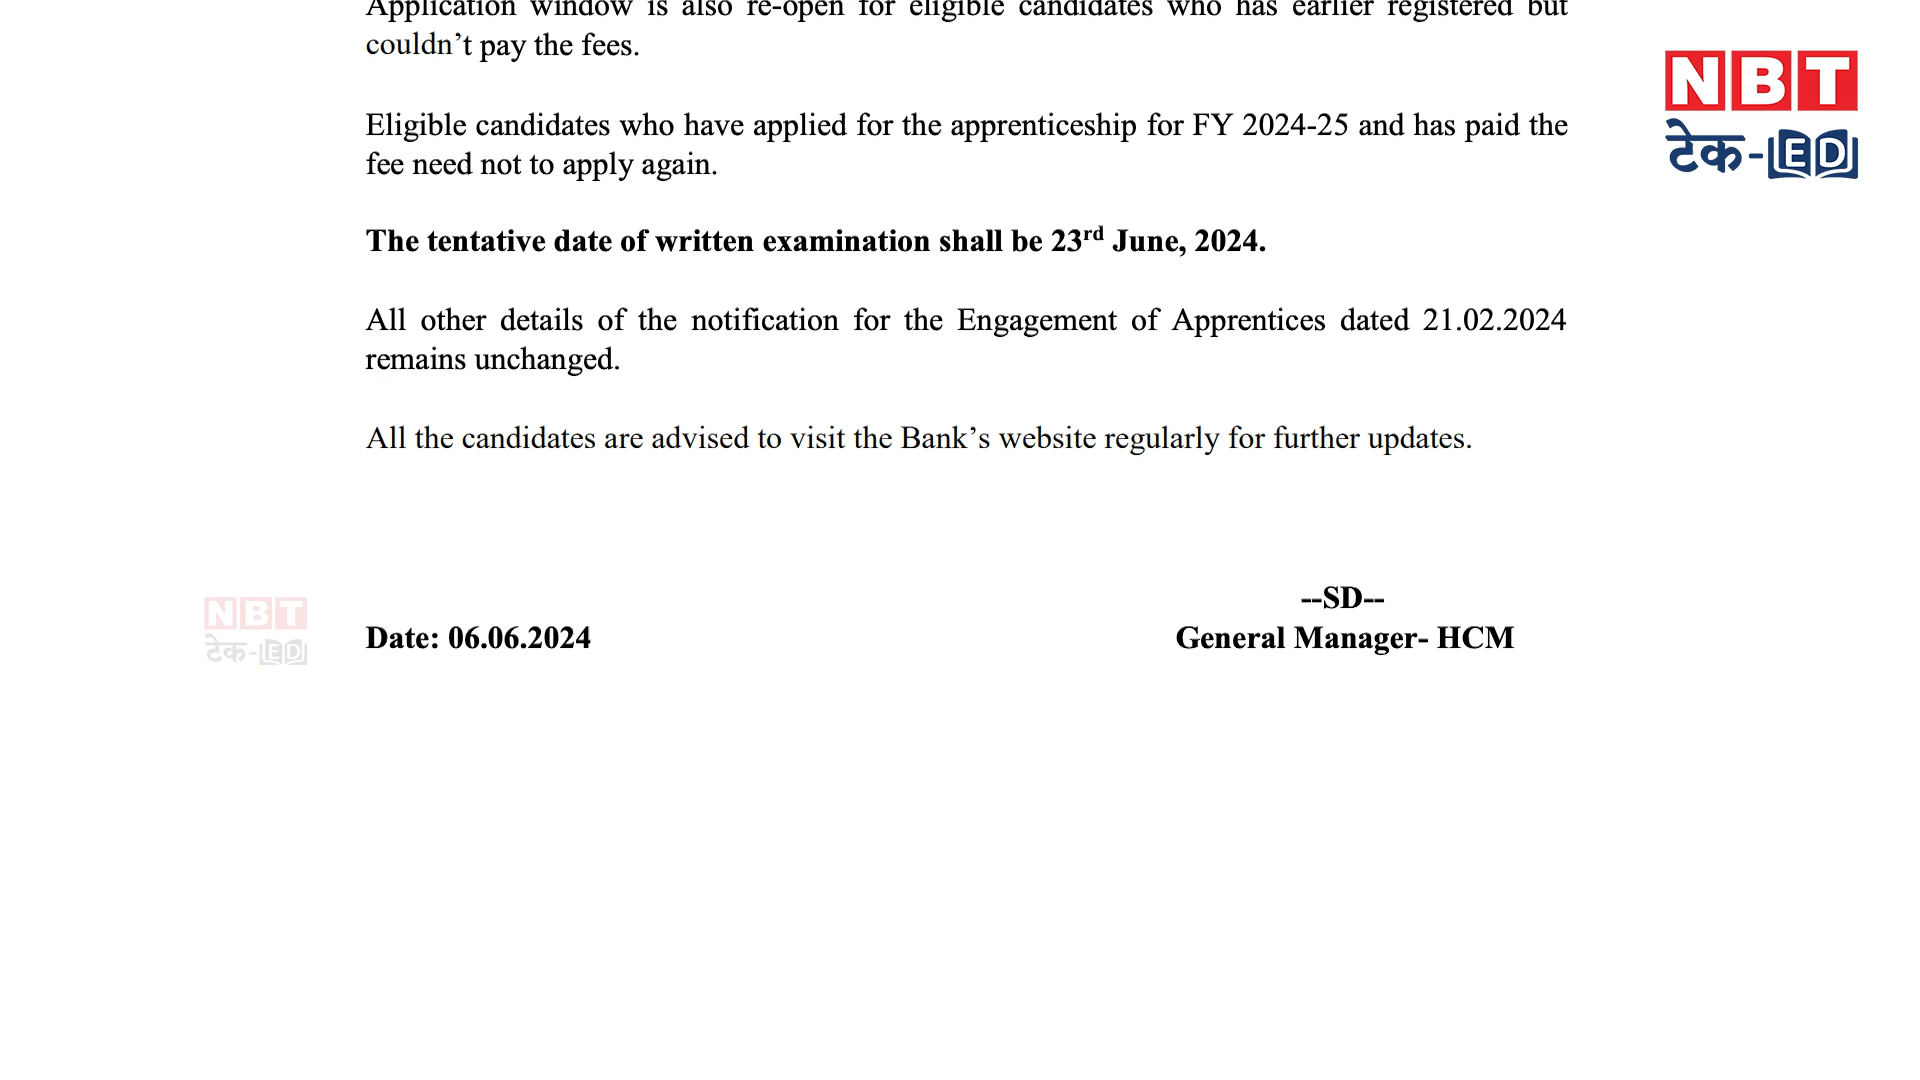 Application window is also re-open for eligible candidates who has earlier registered but
couldn’t pay the fees.
NBT
टेक-ED
Eligible candidates who have applied for the apprenticeship for FY 2024-25 and has paid the
fee need not to apply again.
The tentative date of written examination shall be 23rd June, 2024.
All other details of the notification for the Engagement of Apprentices dated 21.02.2024
remains unchanged.
All the candidates are advised to visit the Bank’s website regularly for further updates.
--SD--
NBT
टेक-ED
Date: 06.06.2024
General Manager- HCM